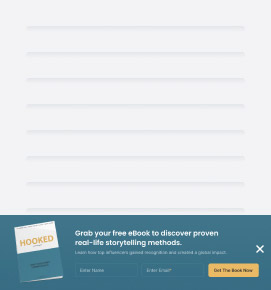 HOOKED
Grab your free eBook to discover proven
real-life storytelling methods.
Learn how top influencers gained recognition and created a global impact.
Enter Name
Enter Email*
Get The Book Now